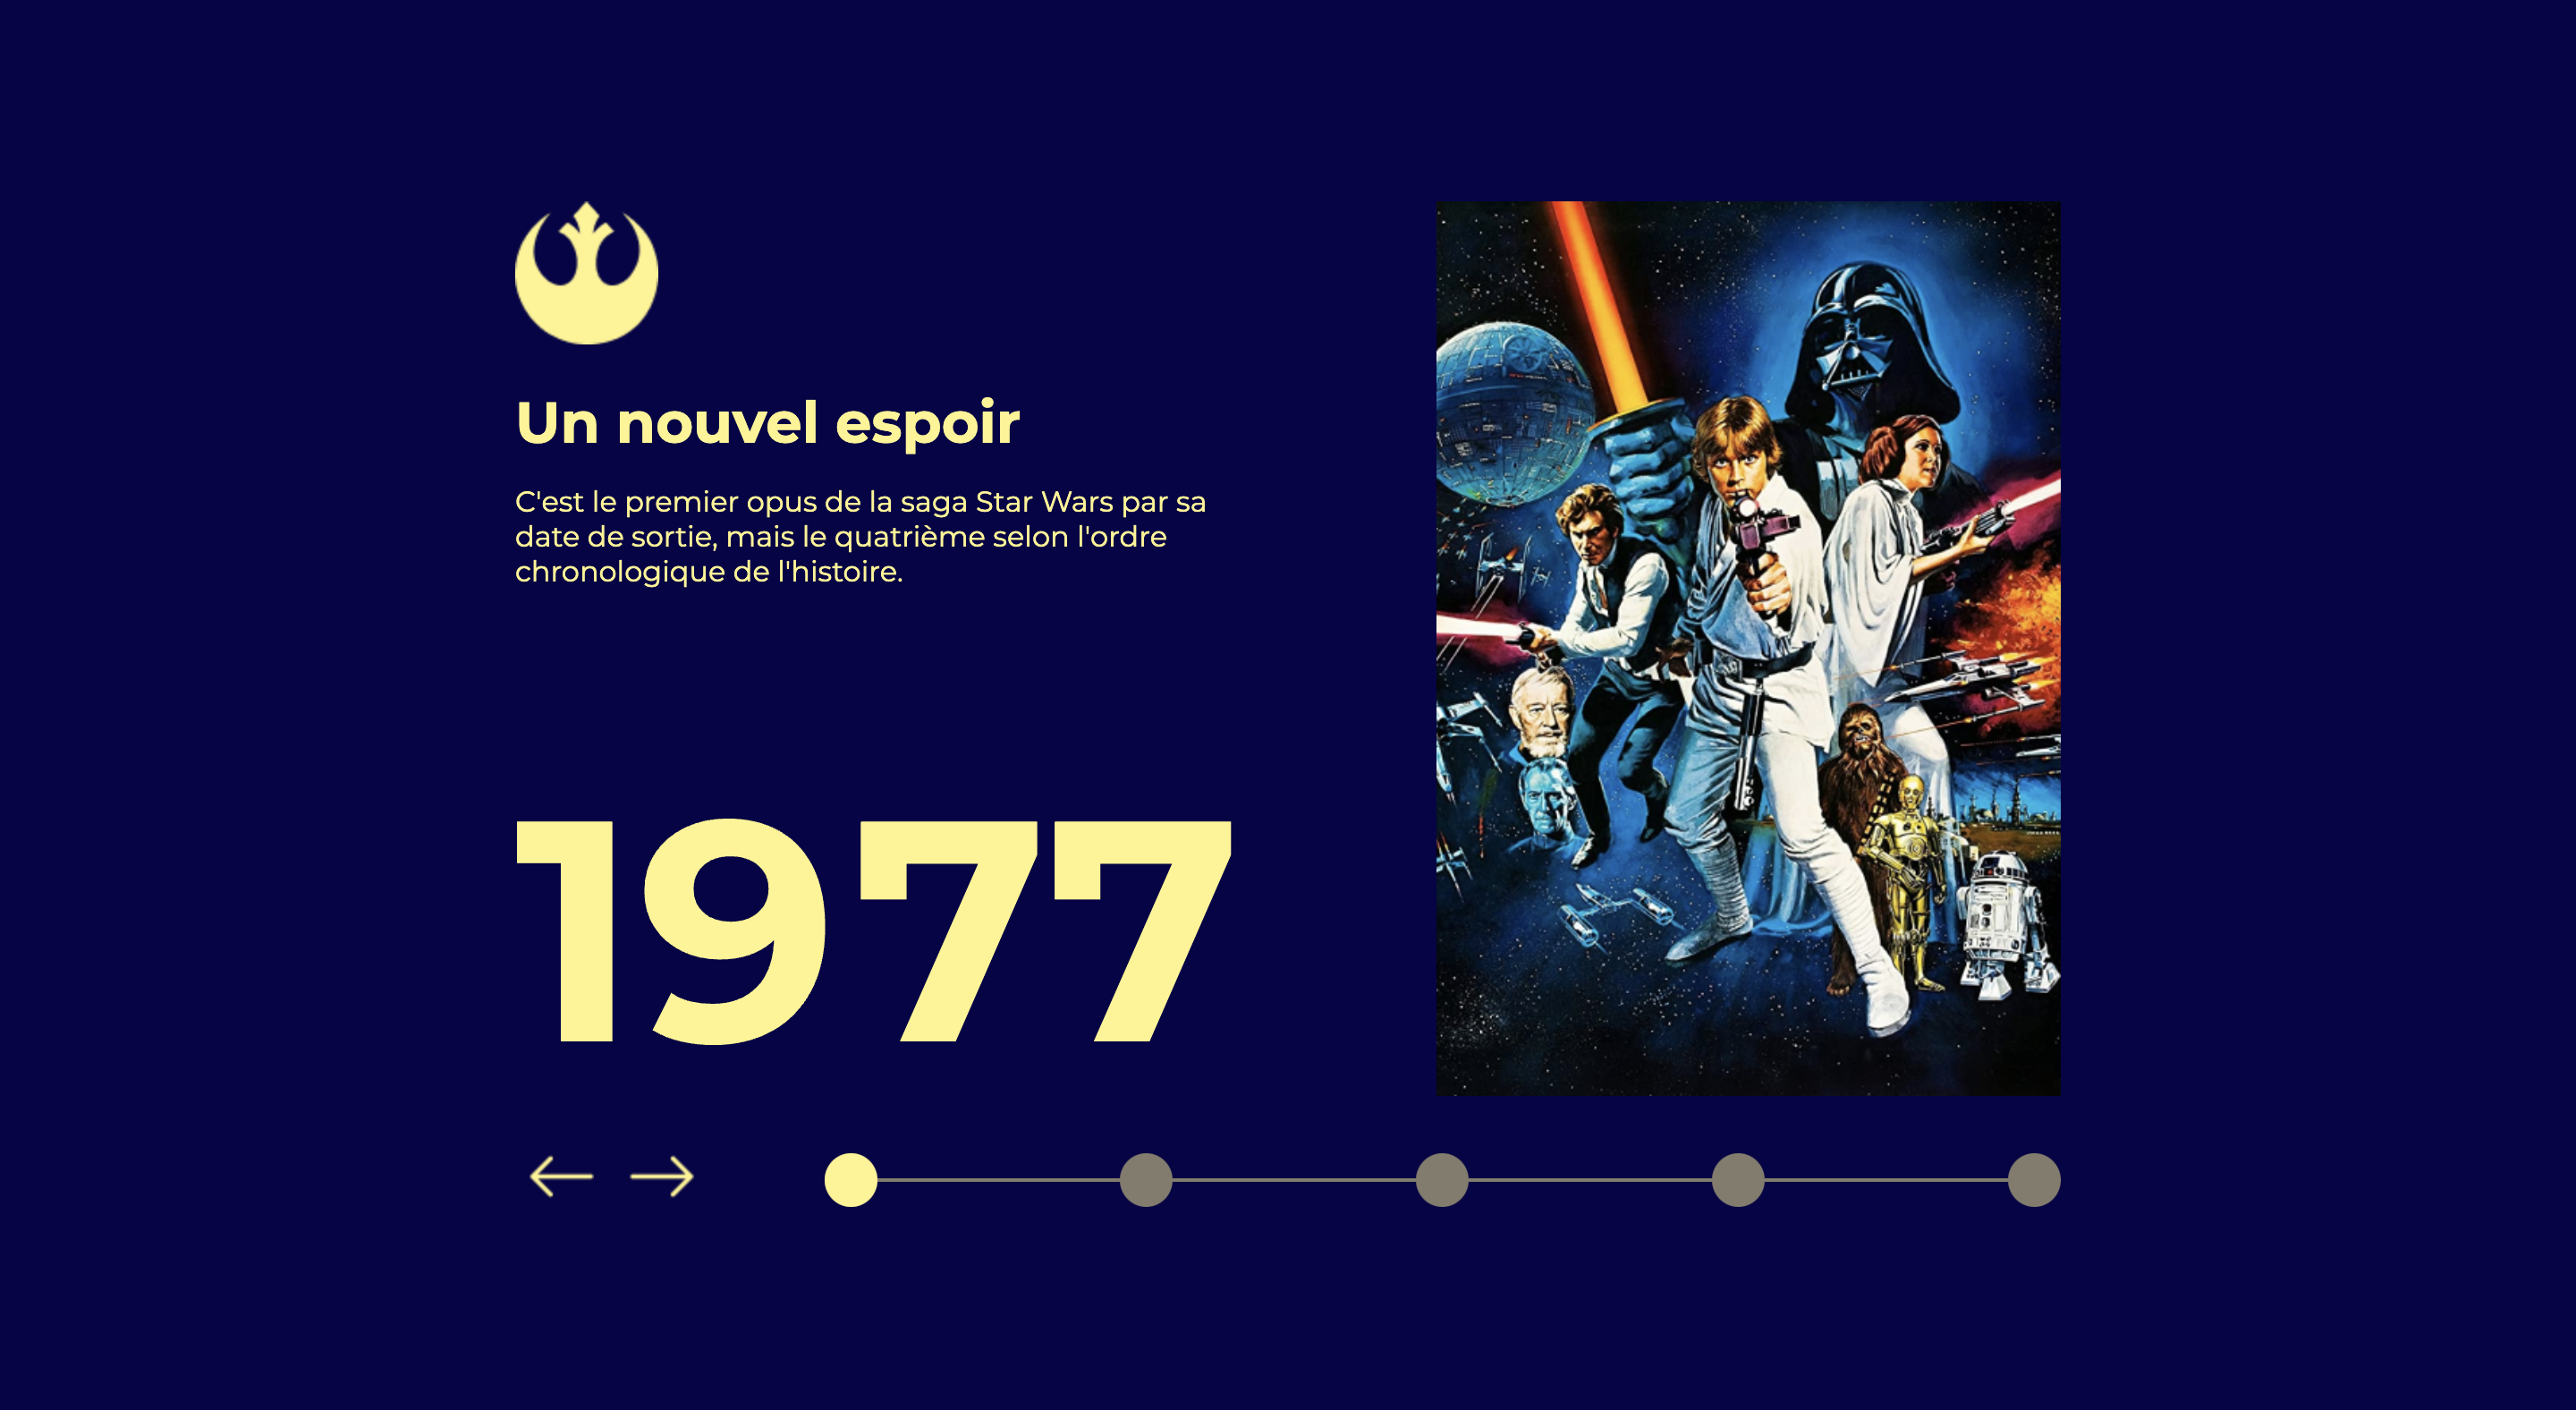 Un nouvel espoir
C'est le premier opus de la saga Star Wars par sa
date de sortie, mais le quatrième selon l'ordre
chronologique de l'histoire.
1977